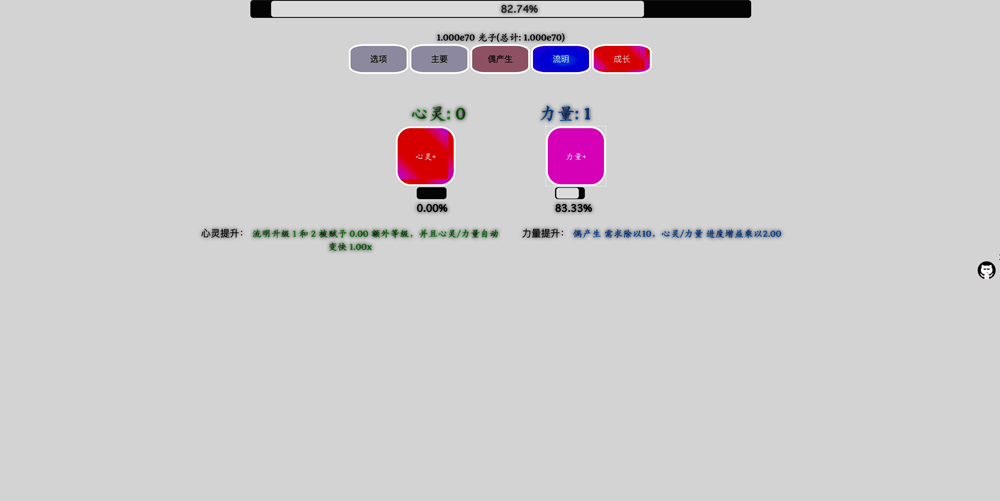 82.74%
1.000e70 光子(总计: 1.000e70)
选项 主要 偶产生 流明 成长
心灵: 0 力量: 1
心灵+ 力量+
0.00% 83.33%
心灵提升: 流明升级 1 和 2 被赋予 0.00 额外等级，并且心灵/力量自动
变快 1.00x
力量提升: 偶产生 需求除以10，心灵/力量 进度增益乘以2.00